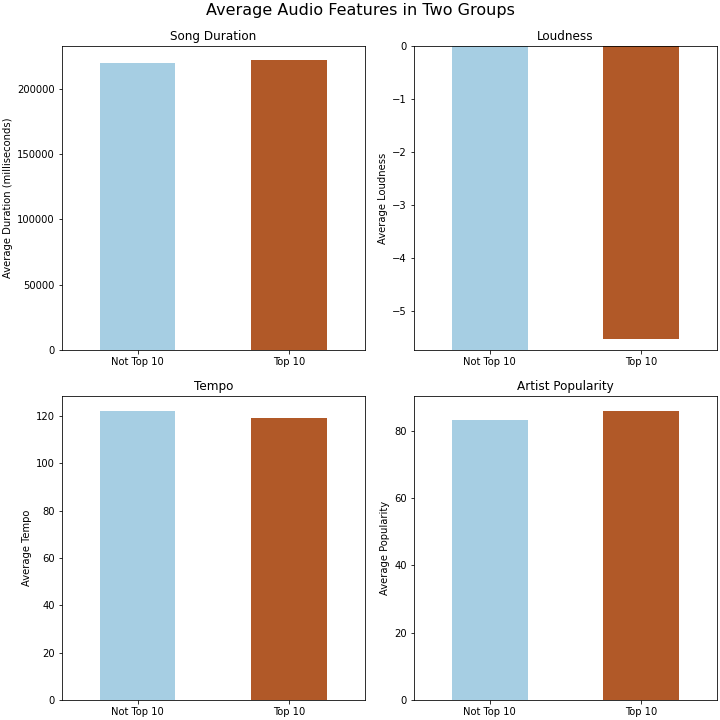 Average Audio Features in Two Groups
Song Duration
Average Duration (milliseconds)
200000
150000
100000
50000
0
Not Top 10 Top 10
Loudness
Average Loudness
0
−1
−2
−3
−4
−5
Not Top 10 Top 10
Tempo
Average Tempo
120
100
80
60
40
20
0
Not Top 10 Top 10
Artist Popularity
Average Popularity
80
60
40
20
0
Not Top 10 Top 10